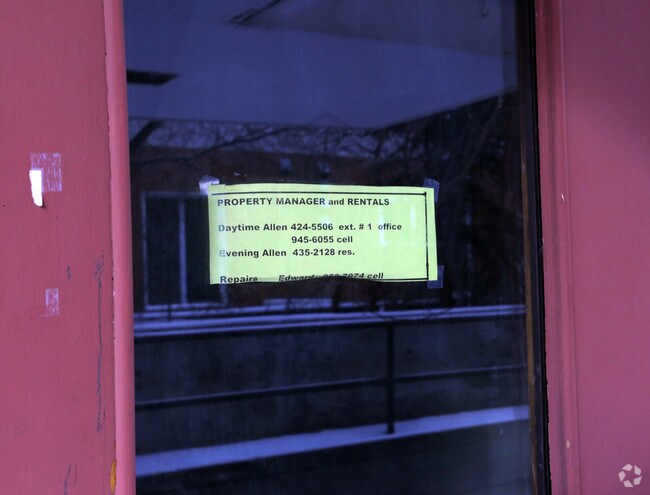 PROPERTY MANAGER and RENTALS
Daytime Allen 424-5506 ext. # 1 office
945-6055 cell
Evening Allen 435-2128 res.
Repairs Edward cell